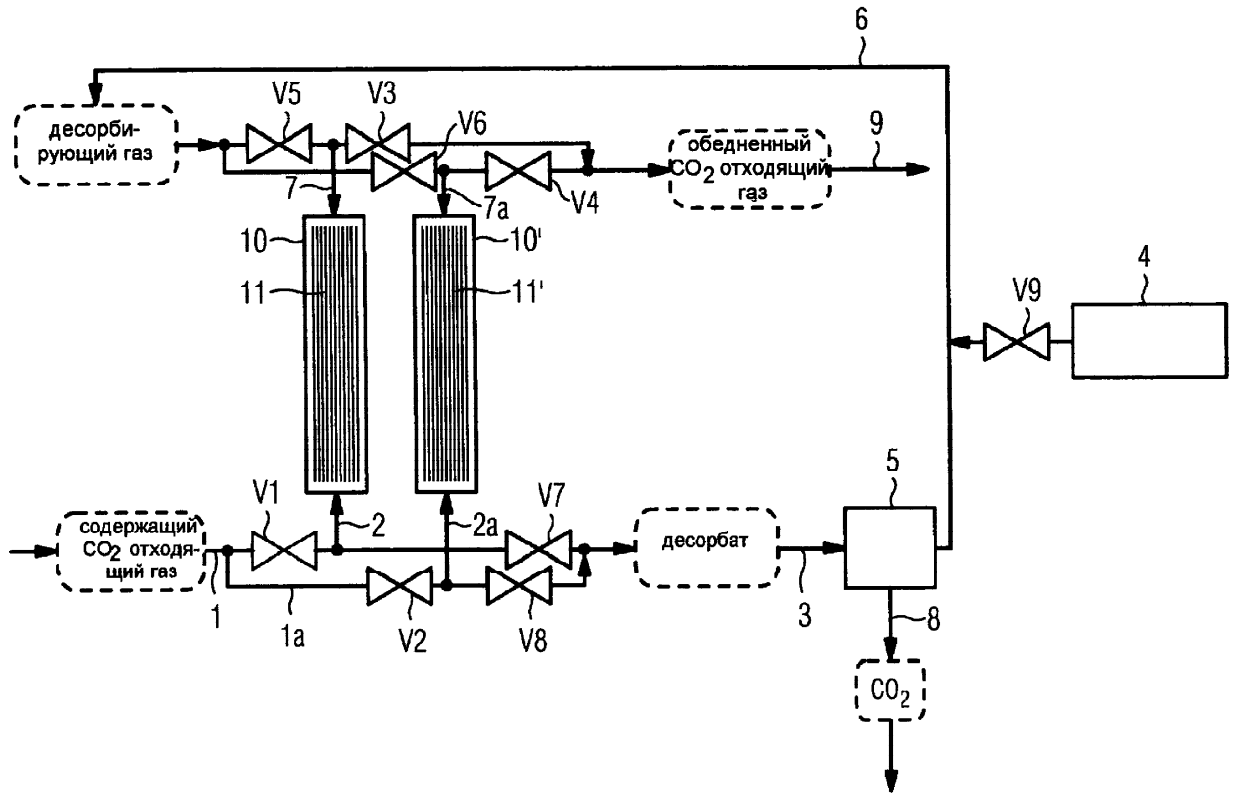 6
V5
V3
V6
десорби-
рующий газ
обедненный
CO2 отходящий
газ
9
7
7a
V4
10
10'
11
11'
4
V9
5
V1
2
2a
V7
содержащий
CO2 отходя-
щий газ
десорбат
1
1a
V2
V8
3
8
CO2